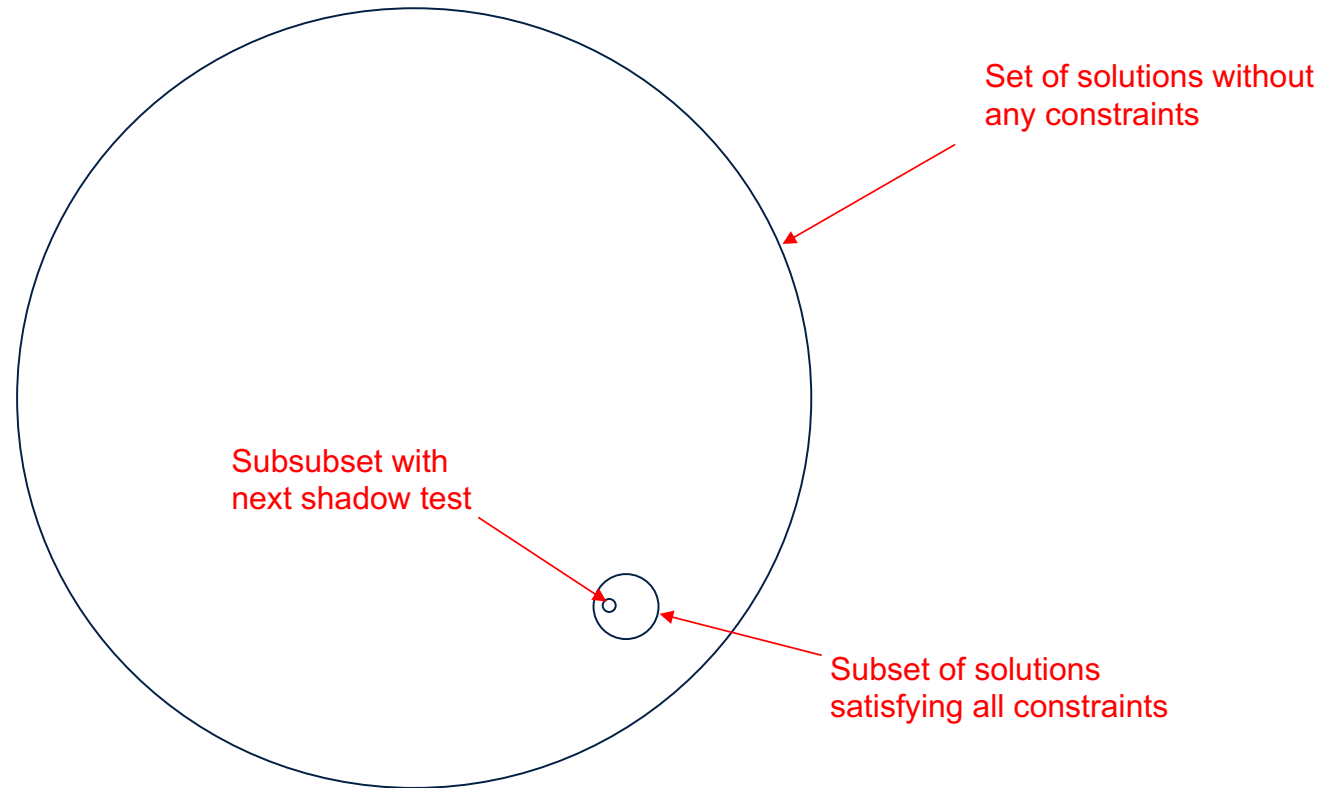 Set of solutions without
any constraints
Subsubset with
next shadow test
Subset of solutions
satisfying all constraints